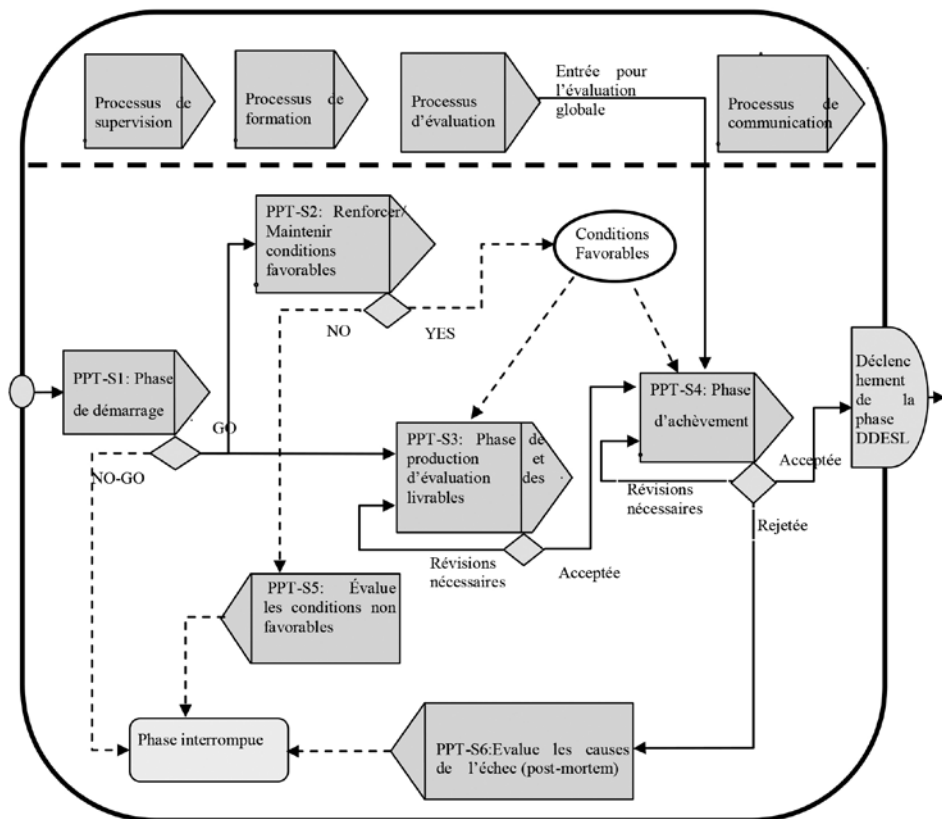 Processus de
supervision
Processus de
formation
Processus
d'évaluation
Entrée pour
l'évaluation
globale
Processus de
communication
PPT-S2: Renforcer/
Maintenir
conditions
favorables
Conditions
Favorables
NO
YES
PPT-S1: Phase
de démarrage
GO
NO-GO
PPT-S3: Phase de
production et
d'évaluation des
livrables
Révisions
nécessaires
Acceptée
PPT-S4: Phase
d'achèvement
Révisions
nécessaires
Acceptée
Rejetée
Déclenc
hement
de la
phase
DDESL
PPT-S5: Évalue
les conditions non
favorables
Phase interrompue
PPT-S6:Evalue les causes
de l'échec (post-mortem)